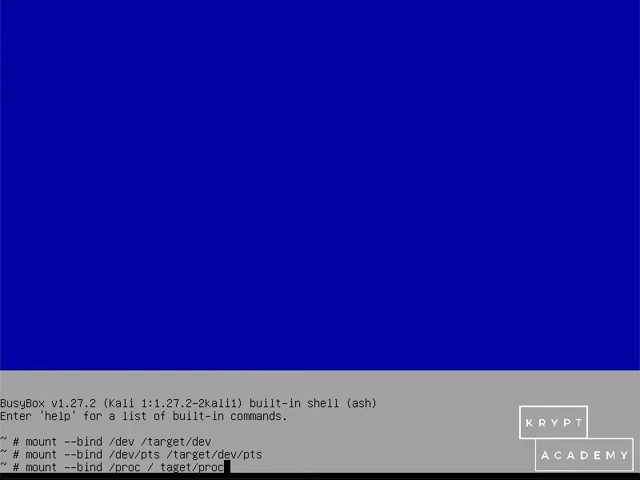 BusyBox v1.27.2 (Kali 1:1.27.2-2kali1) built-in shell (ash)
Enter 'help' for a list of built-in commands.
~ # mount --bind /dev /target/dev
~ # mount --bind /dev/pts /target/dev/pts
~ # mount --bind /proc / taget/proc
KRYPT
ACADEMY